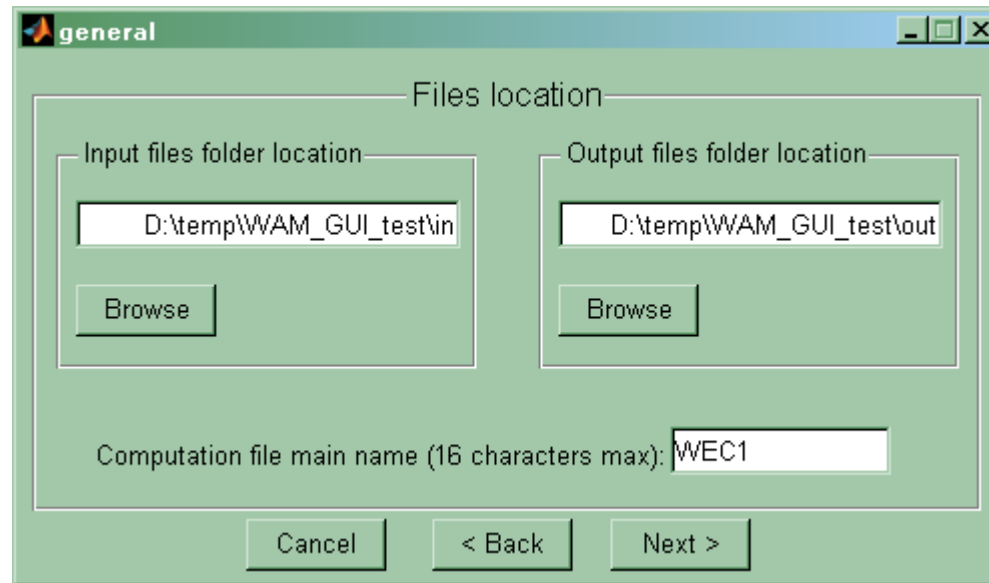 general
Files location
Input files folder location
Output files folder location
D:\temp\WAM_GUI_test\in
D:\temp\WAM_GUI_test\out
Browse
Browse
Computation file main name (16 characters max): WEC1
Cancel
< Back
Next >